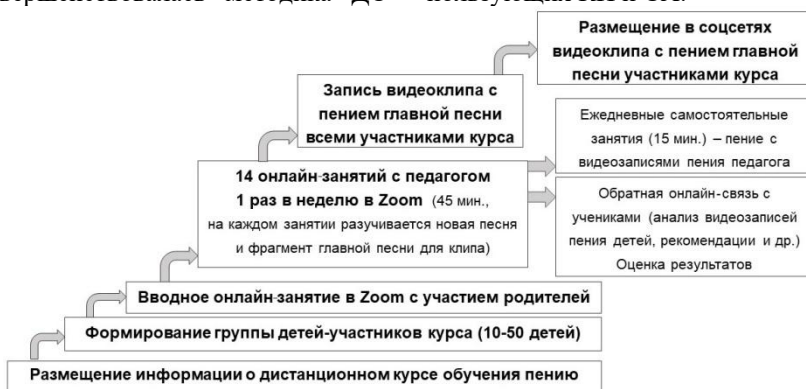 Размещение в соцсетях
видеоклипа с пением главной
песни участниками курса
Запись видеоклипа с
пением главной песни
всеми участниками курса
Ежедневные самостоятельные
занятия (15 мин.) – пение с
видеозаписями пения педагога
14 онлайн-занятий с педагогом
1 раз в неделю в Zoom (45 мин.,
на каждом занятии разучивается новая песня
и фрагмент главной песни для клипа)
Обратная онлайн-связь с
учениками (анализ видеозаписей
пения детей, рекомендации и др.)
Оценка результатов
Вводное онлайн-занятие в Zoom с участием родителей
Формирование группы детей-участников курса (10-50 детей)
Размещение информации о дистанционном курсе обучения пению